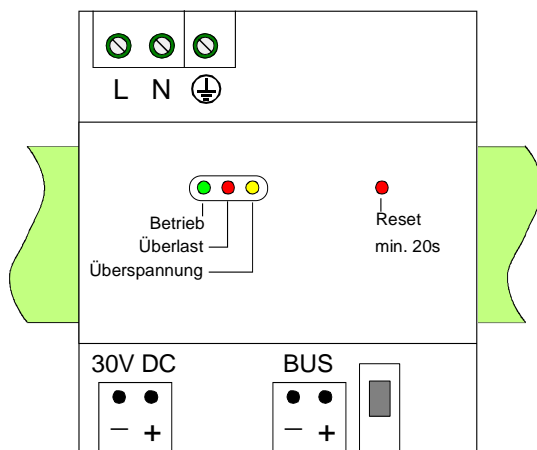 L N
Betrieb
Überlast
Überspannung
Reset
min. 20s
30V DC
BUS
− +
− +